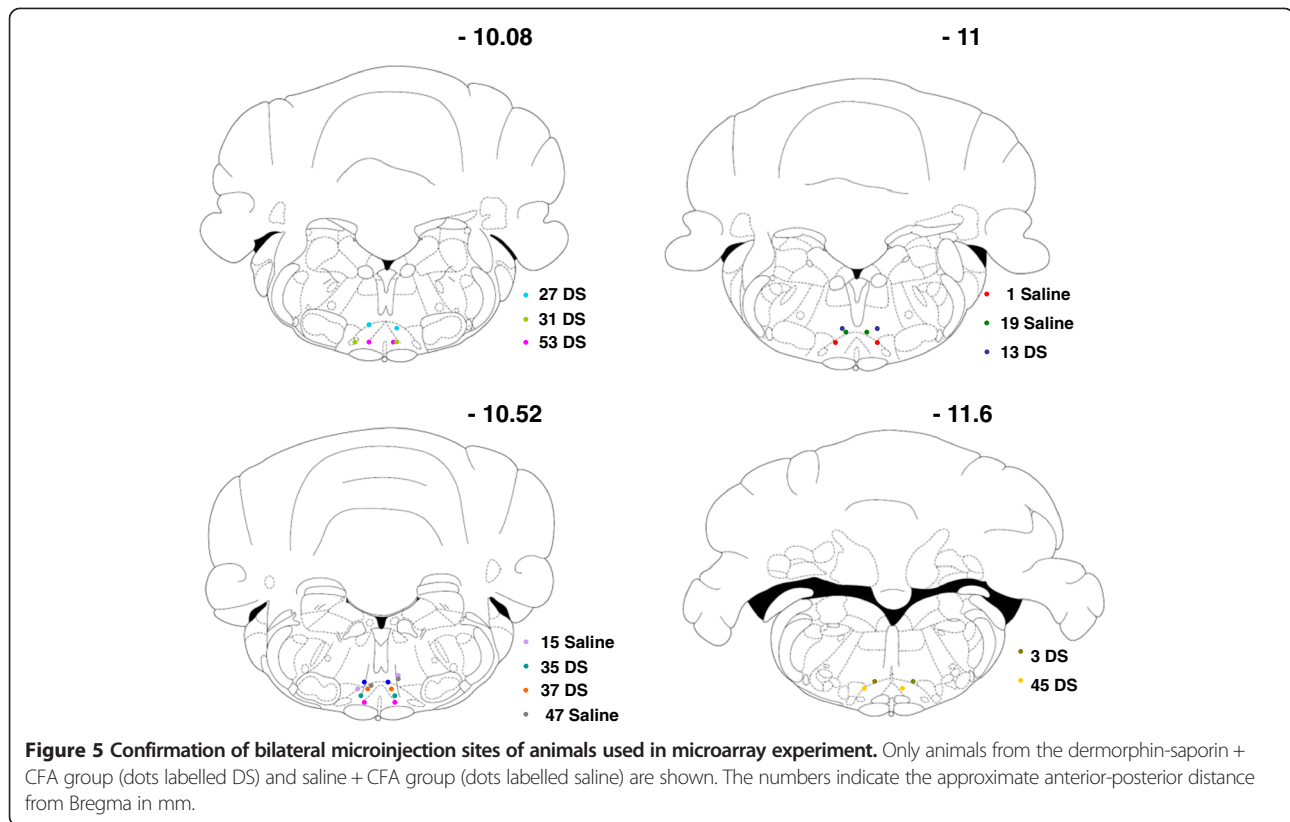 - 10.08
- 11
27 DS
31 DS
53 DS
1 Saline
19 Saline
13 DS
- 10.52
- 11.6
15 Saline
35 DS
37 DS
47 Saline
3 DS
45 DS
Figure 5 Confirmation of bilateral microinjection sites of animals used in microarray experiment. Only animals from the dermorphin-saporin +
CFA group (dots labelled DS) and saline + CFA group (dots labelled saline) are shown. The numbers indicate the approximate anterior-posterior distance
from Bregma in mm.